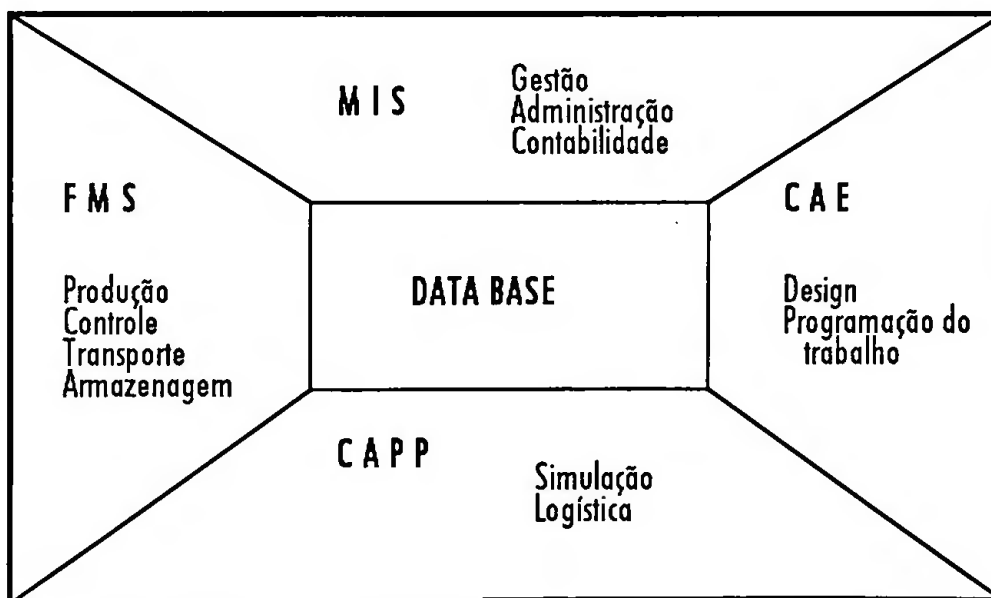 MIS
Gestão
Administração
Contabilidade
FMS
Produção
Controle
Transporte
Armazenagem
DATA BASE
CAE
Design
Programação do
trabalho
CAPP
Simulação
Logística